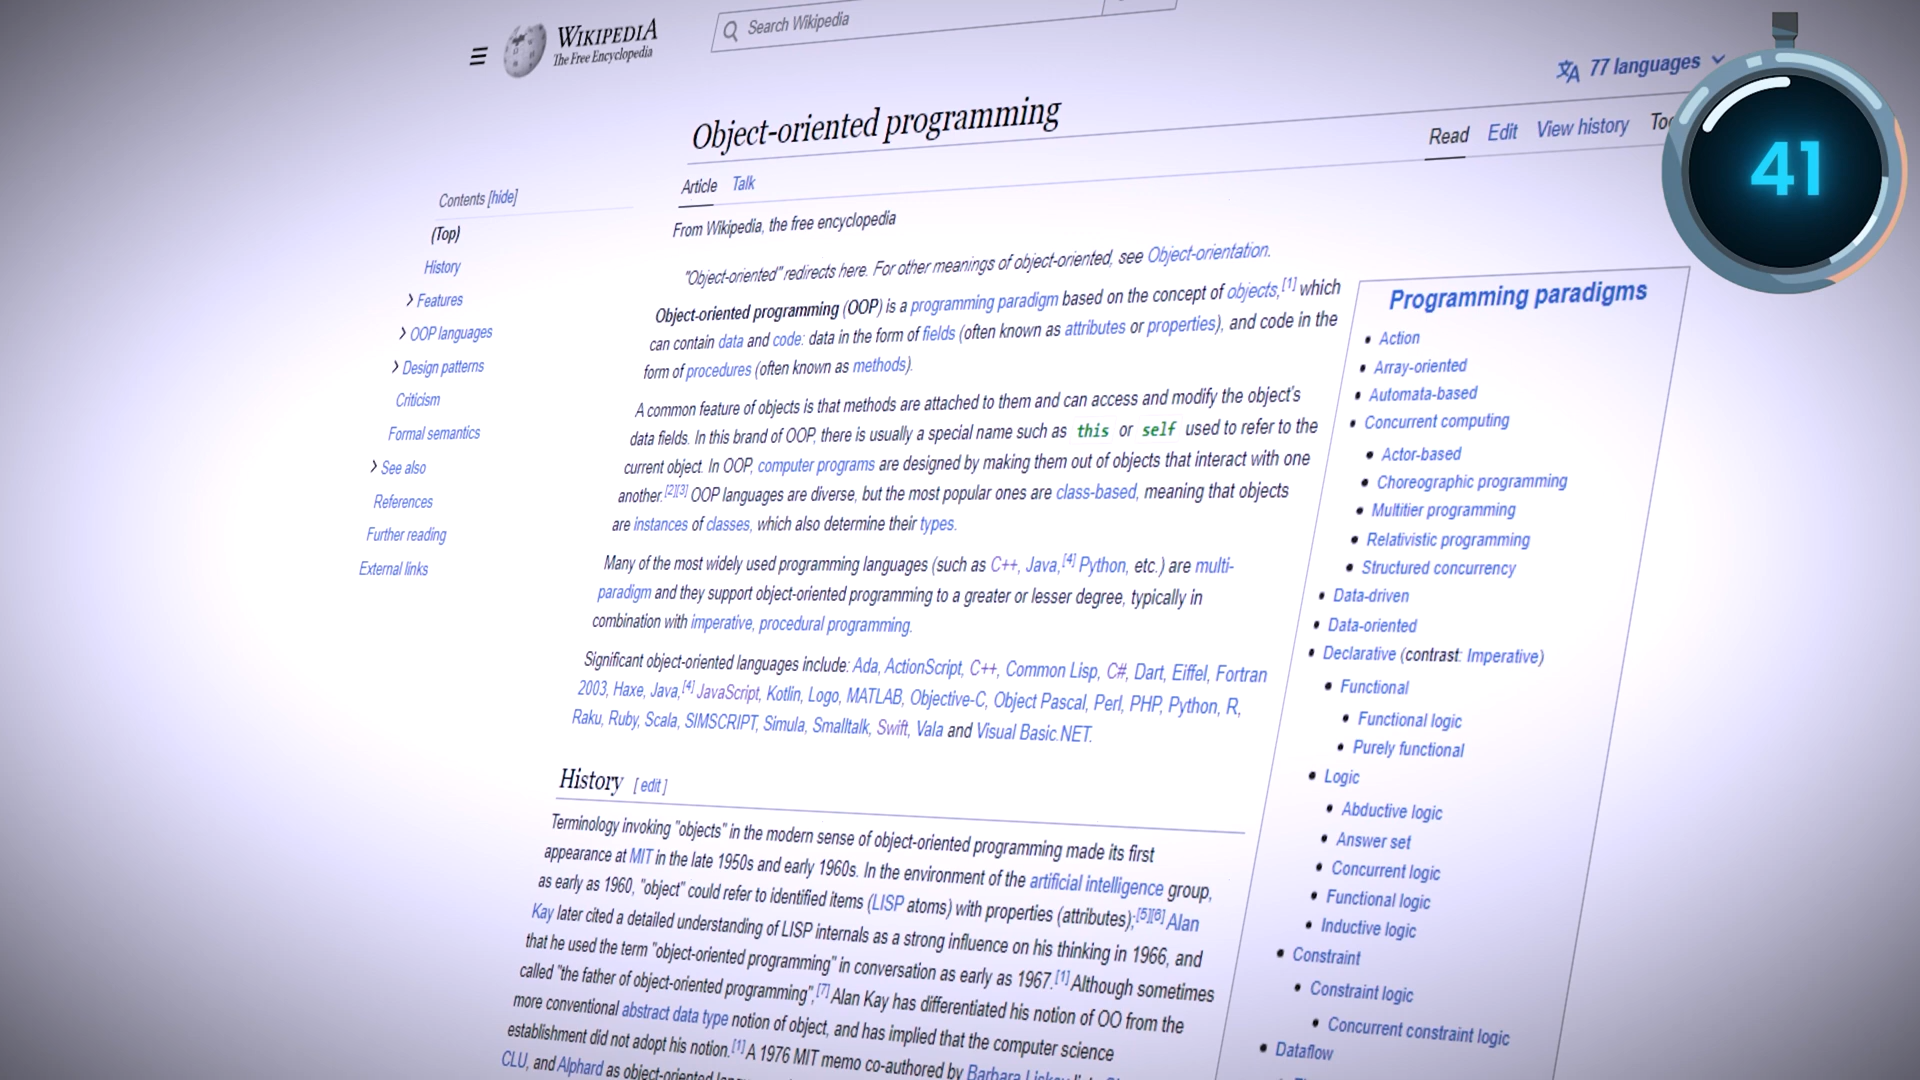 WIKIPEDIA
The Free Encyclopedia
Search Wikipedia
77 languages
41
Object-oriented programming
Read Edit View history
Article Talk
Contents [hide]
(Top)
History
Features
OOP languages
Design patterns
Criticism
Formal semantics
See also
References
Further reading
External links
From Wikipedia, the free encyclopedia
"Object-oriented" redirects here. For other meanings of object-oriented, see Object-orientation.
Object-oriented programming (OOP) is a programming paradigm based on the concept of objects,[1] which
can contain data and code: data in the form of fields (often known as attributes or properties), and code in the
form of procedures (often known as methods).
A common feature of objects is that methods are attached to them and can access and modify the object's
data fields. In this brand of OOP, there is usually a special name such as this or self used to refer to the
current object. In OOP, computer programs are designed by making them out of objects that interact with one
another.[2][3] OOP languages are diverse, but the most popular ones are class-based, meaning that objects
are instances of classes, which also determine their types.
Many of the most widely used programming languages (such as C++, Java,[4] Python, etc.) are multi-
paradigm and they support object-oriented programming to a greater or lesser degree, typically in
combination with imperative, procedural programming.
Significant object-oriented languages include: Ada, ActionScript, C++, Common Lisp, C#, Dart, Eiffel, Fortran
2003, Haxe, Java,[4] JavaScript, Kotlin, Logo, MATLAB, Objective-C, Object Pascal, Perl, PHP, Python, R,
Raku, Ruby, Scala, SIMSCRIPT, Simula, Smalltalk, Swift, Vala and Visual Basic.NET.
History [ edit ]
Terminology invoking "objects" in the modern sense of object-oriented programming made its first
appearance at MIT in the late 1950s and early 1960s. In the environment of the artificial intelligence group,
as early as 1960, "object" could refer to identified items (LISP atoms) with properties (attributes);[5][6] Alan
Kay later cited a detailed understanding of LISP internals as a strong influence on his thinking in 1966, and
that he used the term "object-oriented programming" in conversation as early as 1967.[1] Although sometimes
called "the father of object-oriented programming",[7] Alan Kay has differentiated his notion of OO from the
more conventional abstract data type notion of object, and has implied that the computer science
establishment did not adopt his notion.[1] A 1976 MIT memo co-authored by Barbara Liskov
CLU, and Alphard as object-oriented
Programming paradigms
Action
Array-oriented
Automata-based
Concurrent computing
Actor-based
Choreographic programming
Multitier programming
Relativistic programming
Structured concurrency
Data-driven
Data-oriented
Declarative (contrast: Imperative)
Functional
Functional logic
Purely functional
Logic
Abductive logic
Answer set
Concurrent logic
Functional logic
Inductive logic
Constraint
Constraint logic
Concurrent constraint logic
Dataflow